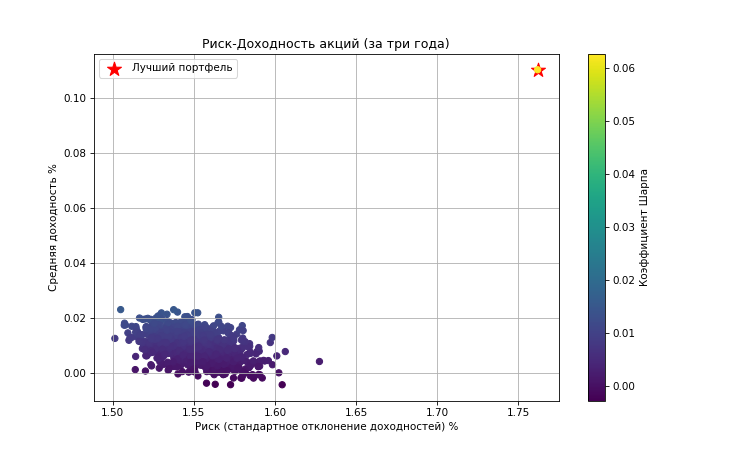 Риск-Доходность акций (за три года)
Лучший портфель
Средняя доходность %
0.10
0.08
0.06
0.04
0.02
0.00
1.50 1.55 1.60 1.65 1.70 1.75
Риск (стандартное отклонение доходностей) %
0.06
0.05
0.04
0.03
0.02
0.01
0.00
Коэффициент Шарпа